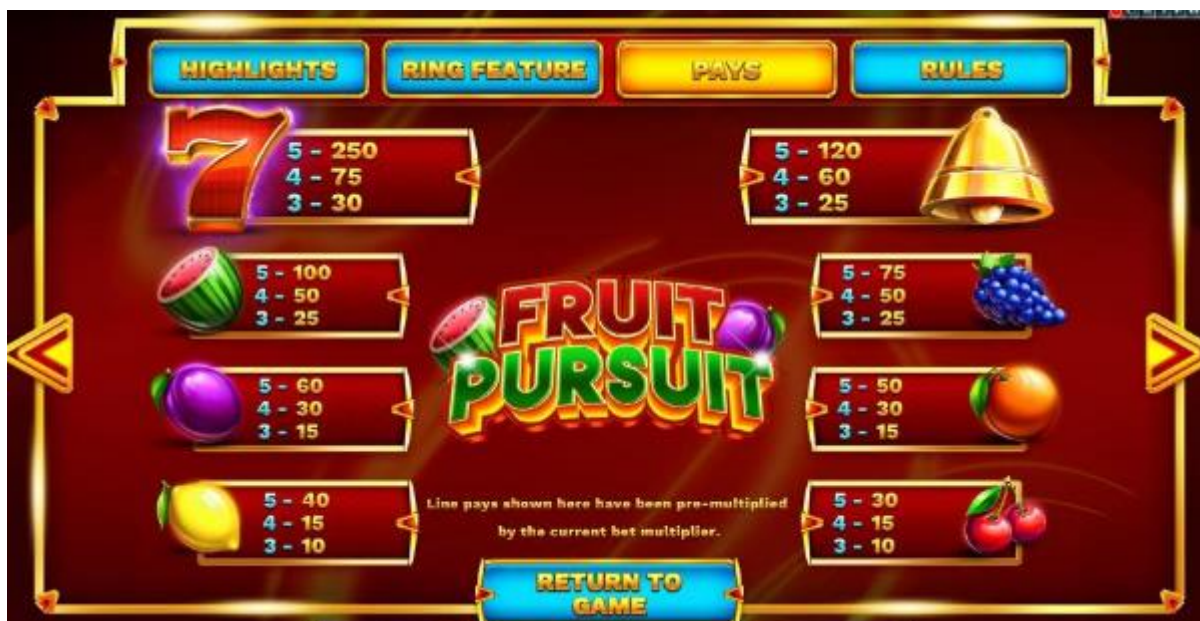 HIGHLIGHTS
RING FEATURE
PAYS
RULES
7
5 - 250
4 - 75
3 - 30
5 - 120
4 - 60
3 - 25
5 - 100
4 - 50
3 - 25
5 - 75
4 - 50
3 - 25
FRUIT
PURSUIT
5 - 60
4 - 30
3 - 15
5 - 50
4 - 30
3 - 15
5 - 40
4 - 15
3 - 10
Line pays shown here have been pre-multiplied
by the current bet multiplier.
5 - 30
4 - 15
3 - 10
RETURN TO
GAME